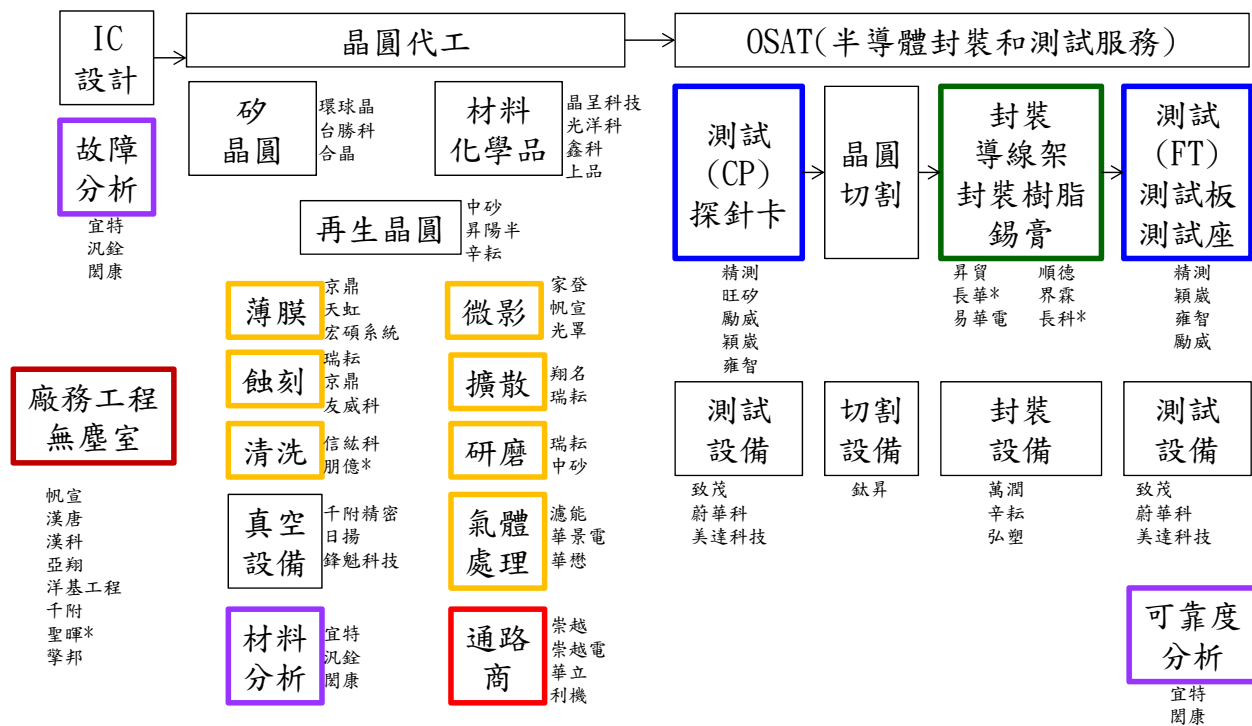 IC
設計
晶圓代工
OSAT(半導體封裝和測試服務)
故障
分析
宜特
汎銓
閎康
矽
晶圓
環球晶
台勝科
合晶
材料
化學品
晶呈科技
光洋科
鑫科
上品
再生晶圓
中砂
昇陽半
辛耘
薄膜
京鼎
天虹
宏碩系統
微影
家登
帆宣
光罩
蝕刻
瑞耘
京鼎
友威科
擴散
翔名
瑞耘
清洗
信紘科
朋億*
研磨
瑞耘
中砂
真空
設備
千附精密
日揚
鋒魁科技
氣體
處理
濾能
華景電
華懋
材料
分析
宜特
汎銓
閎康
通路
商
崇越
崇越電
華立
利機
廠務工程
無塵室
帆宣
漢唐
漢科
亞翔
洋基工程
千附
聖暉*
擎邦
測試
(CP)
探針卡
精測
旺矽
勵威
穎崴
雍智
晶圓
切割
封裝
導線架
封裝樹脂
錫膏
昇貿
長華*
易華電
順德
界霖
長科*
測試
(FT)
測試板
測試座
精測
穎崴
雍智
勵威
測試
設備
致茂
蔚華科
美達科技
切割
設備
鈦昇
封裝
設備
萬潤
辛耘
弘塑
測試
設備
致茂
蔚華科
美達科技
可靠度
分析
宜特
閎康